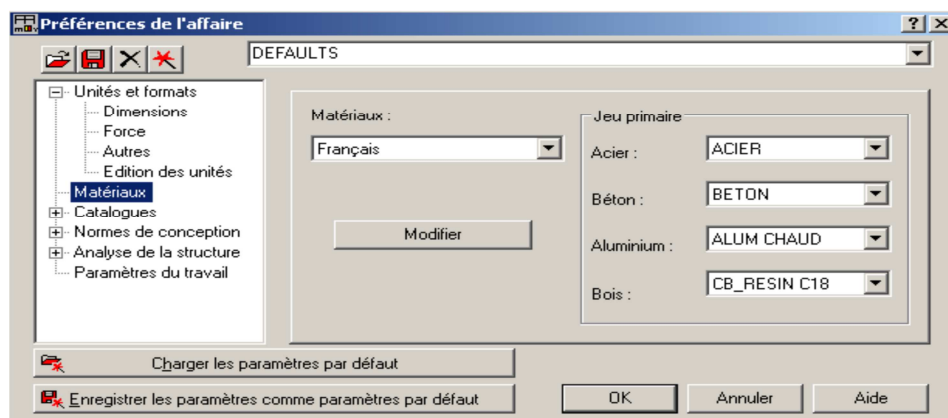 Préférences de l'affaire
DEFAULTS
Unités et formats
Dimensions
Force
Autres
Edition des unités
Matériaux
Catalogues
Normes de conception
Analyse de la structure
Paramètres du travail
Matériaux :
Français
Modifier
Jeu primaire
Acier :
ACIER
Béton :
BETON
Aluminium :
ALUM CHAUD
Bois :
CB_RESIN C18
Charger les paramètres par défaut
Enregistrer les paramètres comme paramètres par défaut
OK
Annuler
Aide